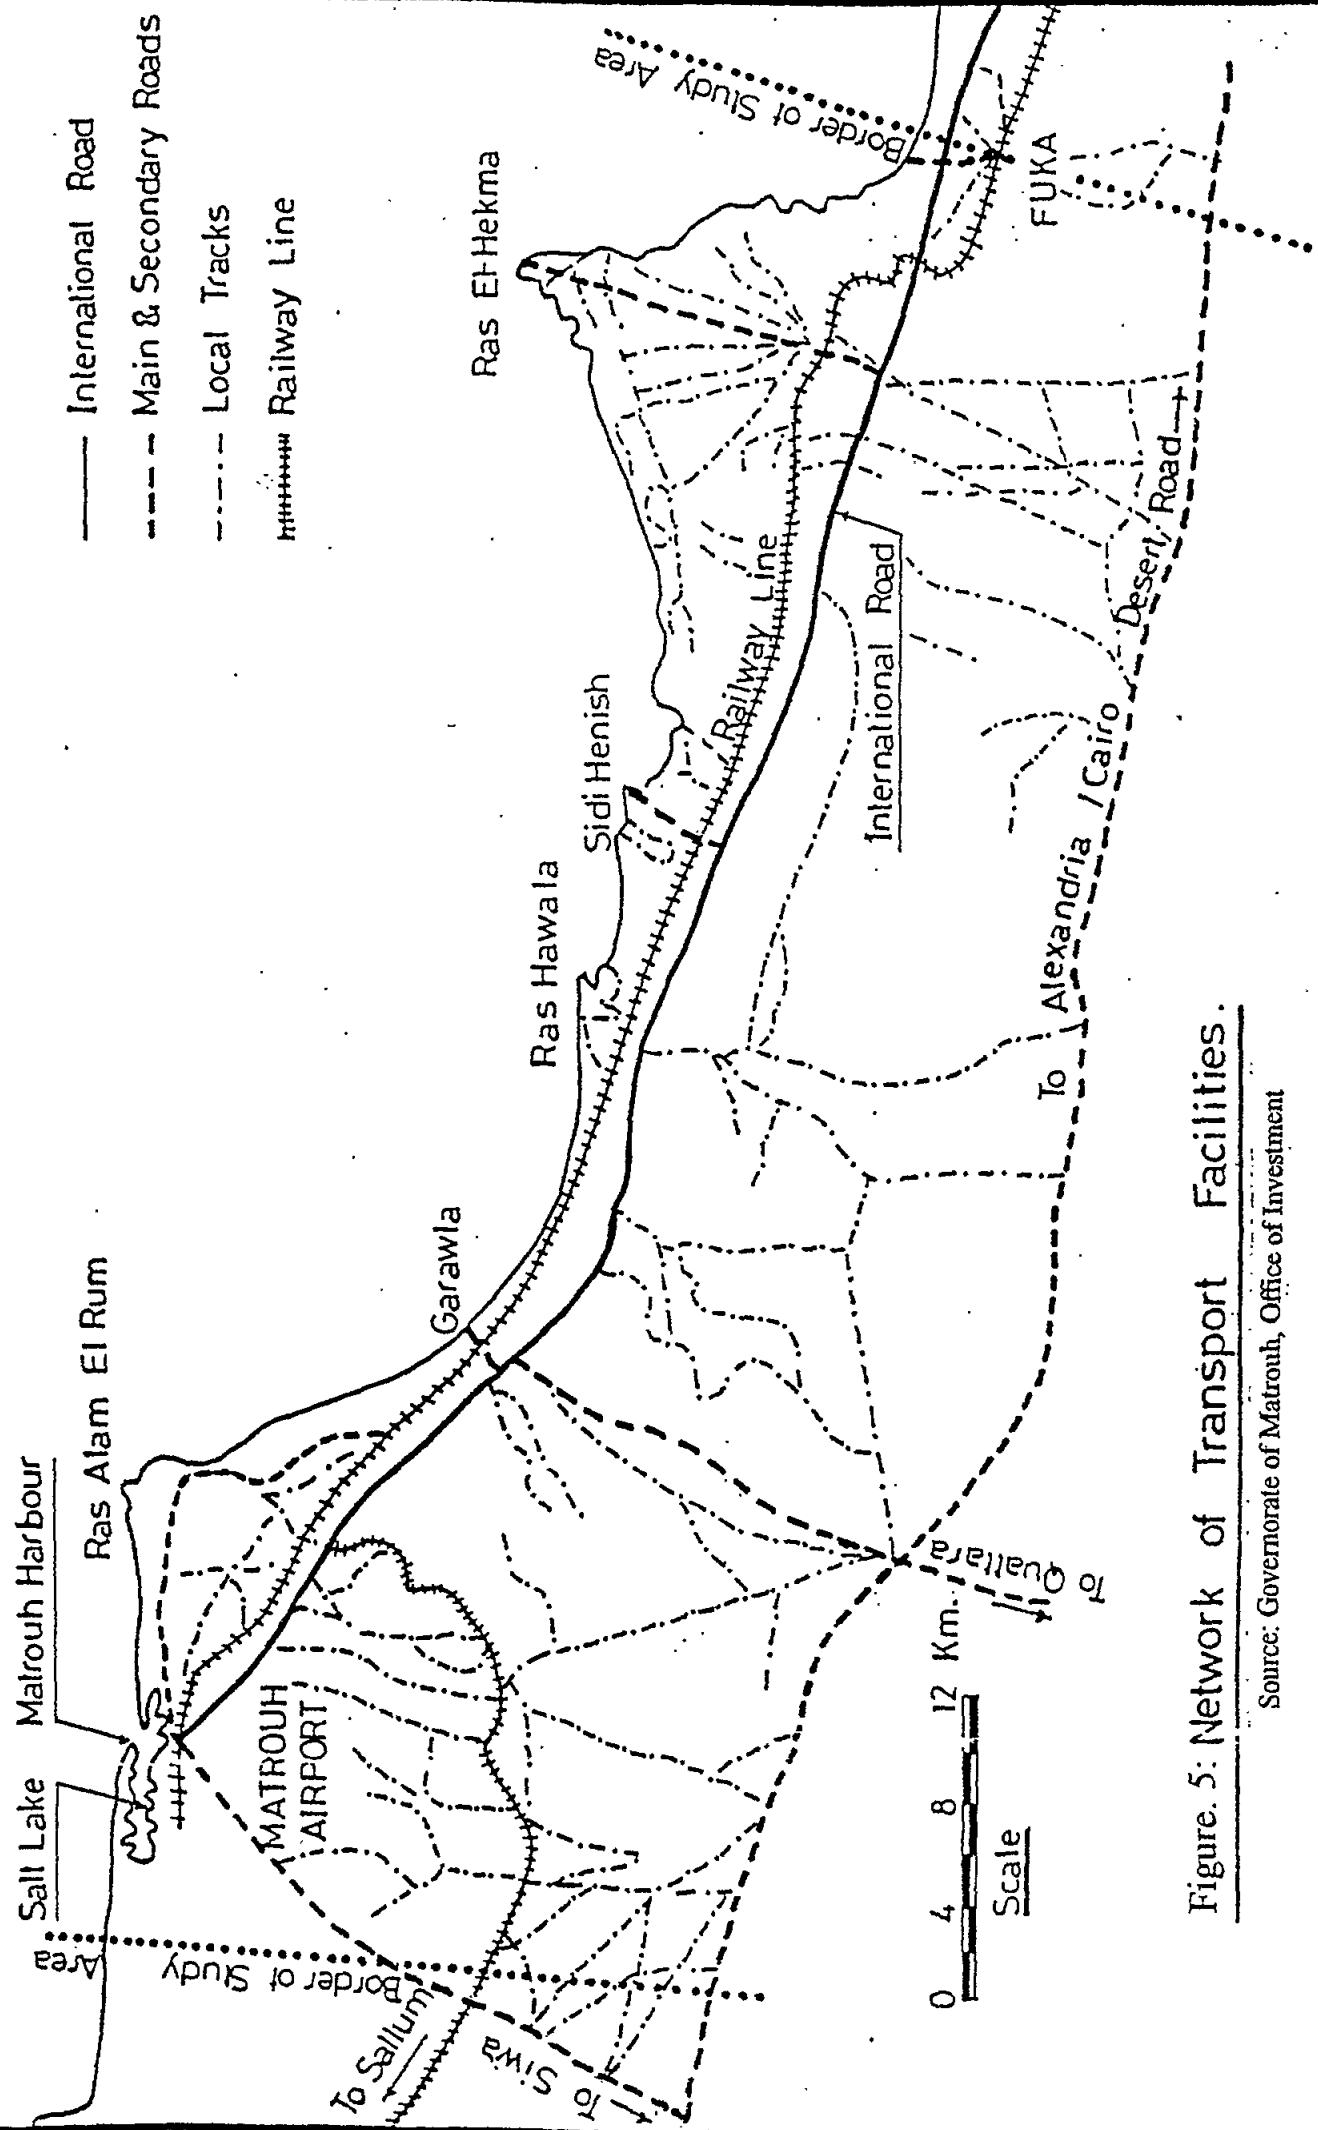 International Road
Main & Secondary Roads
Local Tracks
Railway Line
Salt Lake
Matrouh Harbour
Ras Alam El Rum
Garawla
Ras Hawala
Sidi Henish
Ras El-Hekma
Border of Study
Area
Border of Study Area
MATROUH
AIRPORT
Railway Line
International Road
FUKA
To Sallum
To Siwa
To Quattara
To Alexandria / Cairo Desert Road
0 4 8 12 Km.
Scale
Figure. 5: Network of Transport Facilities.
Source: Governorate of Matrouh, Office of Investment